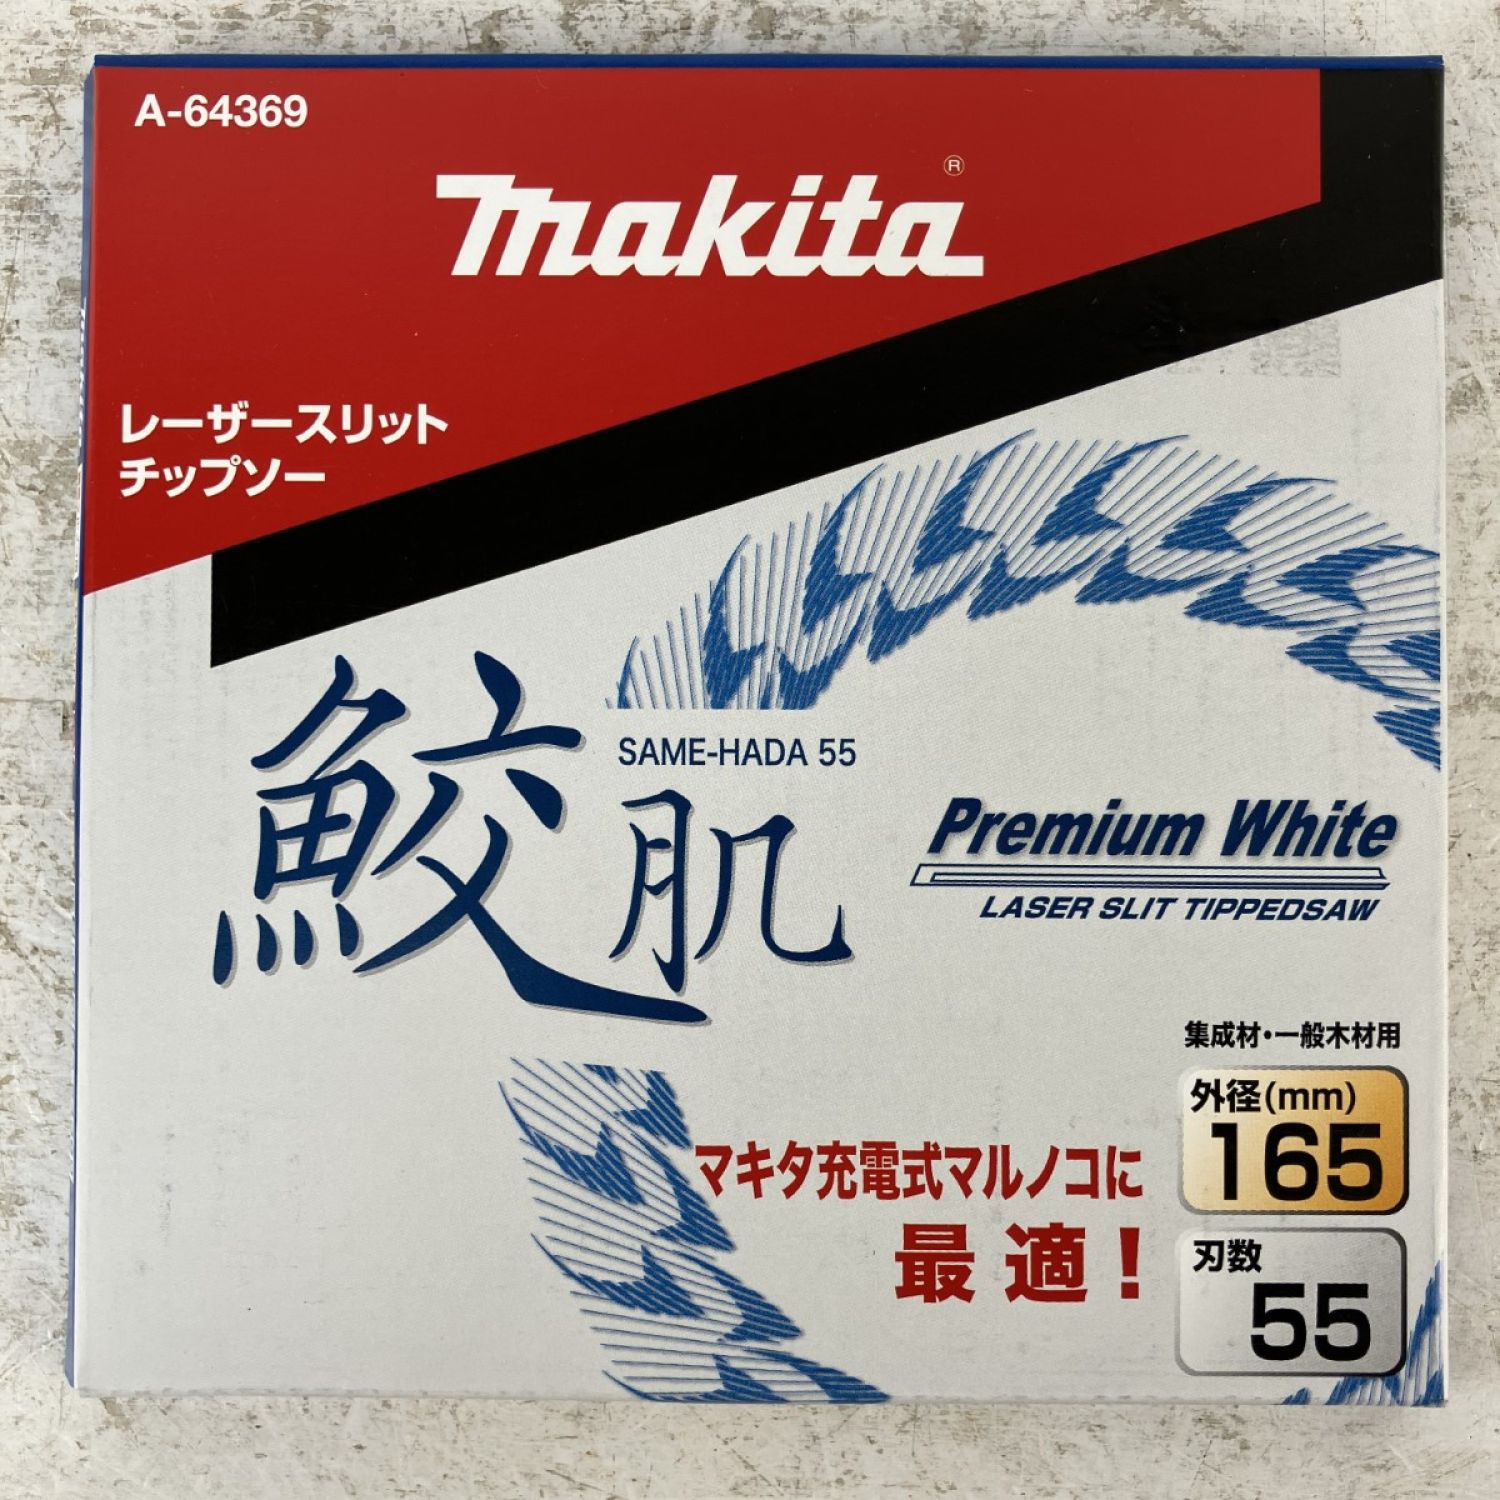 A-64369
makita®
レーザースリット
チップソー
SAME-HADA 55
鮫肌
Premium White
LASER SLIT TIPPEDSAW
集成材・一般木材用
外径(mm)
165
マキタ充電式マルノコに
最適！
刃数
55